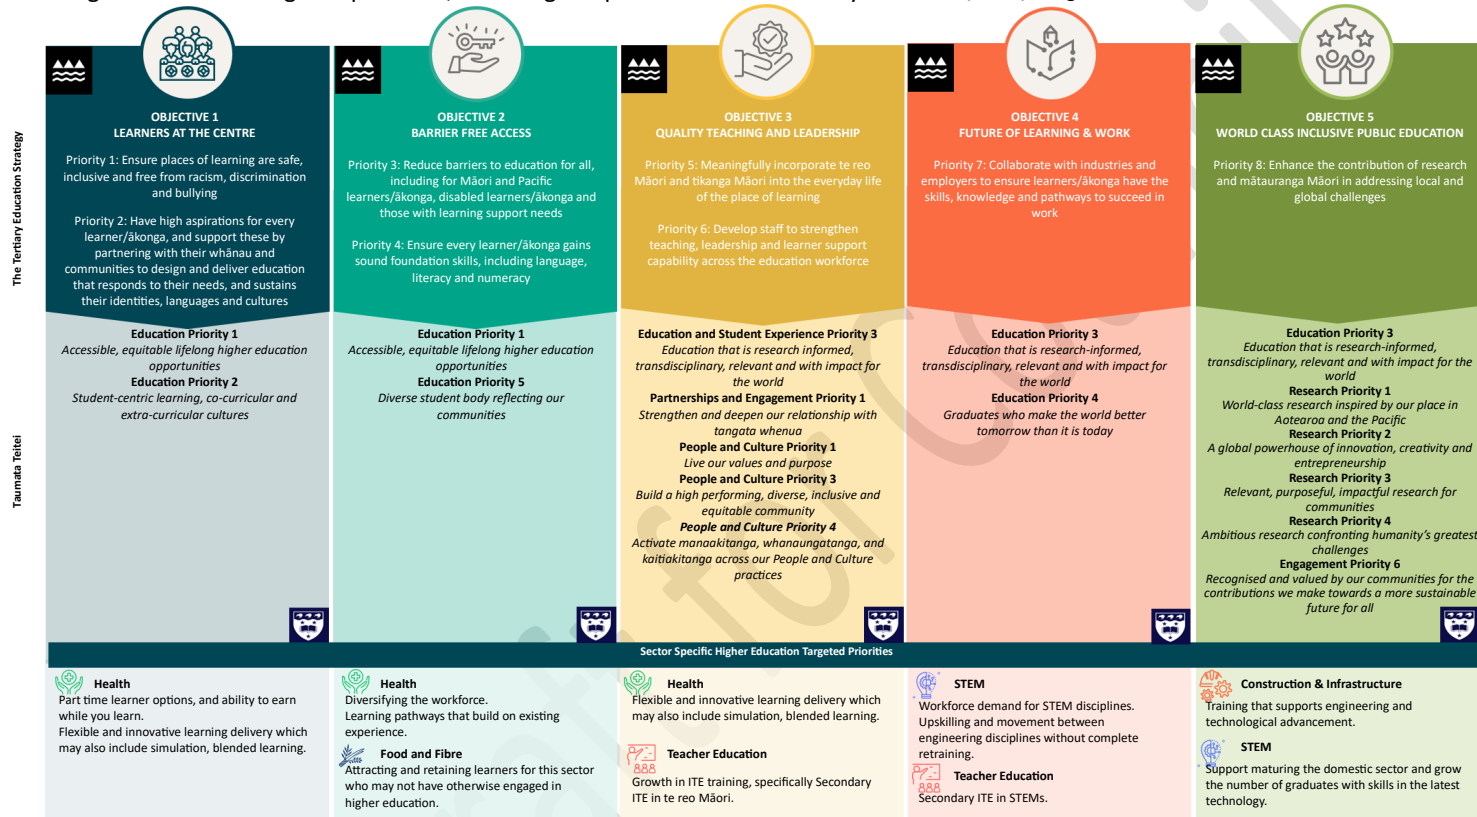 The Tertiary Education Strategy
OBJECTIVE 1
LEARNERS AT THE CENTRE
Priority 1: Ensure places of learning are safe,
inclusive and free from racism, discrimination
and bullying
Priority 2: Have high aspirations for every
learner/ākonga, and support these by
partnering with their whānau and
communities to design and deliver education
that responds to their needs, and sustains
their identities, languages and cultures
OBJECTIVE 2
BARRIER FREE ACCESS
Priority 3: Reduce barriers to education for all,
including for Māori and Pacific
learners/ākonga, disabled learners/ākonga and
those with learning support needs
Priority 4: Ensure every learner/ākonga gains
sound foundation skills, including language,
literacy and numeracy
OBJECTIVE 3
QUALITY TEACHING AND LEADERSHIP
Priority 5: Meaningfully incorporate te reo
Māori and tikanga Māori into the everyday life
of the place of learning
Priority 6: Develop staff to strengthen
teaching, leadership and learner support
capability across the education workforce
OBJECTIVE 4
FUTURE OF LEARNING & WORK
Priority 7: Collaborate with industries and
employers to ensure learners/ākonga have the
skills, knowledge and pathways to succeed in
work
OBJECTIVE 5
WORLD CLASS INCLUSIVE PUBLIC EDUCATION
Priority 8: Enhance the contribution of research
and mātauranga Māori in addressing local and
global challenges
Taumata Teitei
Education Priority 1
Accessible, equitable lifelong higher education
opportunities
Education Priority 2
Student-centric learning, co-curricular and
extra-curricular cultures
Education Priority 1
Accessible, equitable lifelong higher education
opportunities
Education Priority 5
Diverse student body reflecting our
communities
Education and Student Experience Priority 3
Education that is research informed,
transdisciplinary, relevant and with impact for
the world
Partnerships and Engagement Priority 1
Strengthen and deepen our relationship with
tangata whenua
People and Culture Priority 1
Live our values and purpose
People and Culture Priority 3
Build a high performing, diverse, inclusive and
equitable community
People and Culture Priority 4
Activate manaakitanga, whanaungatanga, and
kaitiakitanga across our People and Culture
practices
Education Priority 3
Education that is research-informed,
transdisciplinary, relevant and with impact for
the world
Education Priority 4
Graduates who make the world better
tomorrow than it is today
Education Priority 3
Education that is research-informed,
transdisciplinary, relevant and with impact for the
world
Research Priority 1
World-class research inspired by our place in
Aotearoa and the Pacific
Research Priority 2
A global powerhouse of innovation, creativity and
entrepreneurship
Research Priority 3
Relevant, purposeful, impactful research for
communities
Research Priority 4
Ambitious research confronting humanity's greatest
challenges
Engagement Priority 6
Recognised and valued by our communities for the
contributions we make towards a more sustainable
future for all
Sector Specific Higher Education Targeted Priorities
Health
Part time learner options, and ability to earn
while you learn.
Flexible and innovative learning delivery which
may also include simulation, blended learning.
Health
Diversifying the workforce.
Learning pathways that build on existing
experience.
Food and Fibre
Attracting and retaining learners for this sector
who may not have otherwise engaged in
higher education.
Health
Flexible and innovative learning delivery which
may also include simulation, blended learning.
Teacher Education
Growth in ITE training, specifically Secondary
ITE in te reo Māori.
STEM
Workforce demand for STEM disciplines.
Upskilling and movement between
engineering disciplines without complete
retraining.
Teacher Education
Secondary ITE in STEMs.
Construction & Infrastructure
Training that supports engineering and
technological advancement.
STEM
Support maturing the domestic sector and grow
the number of graduates with skills in the latest
technology.